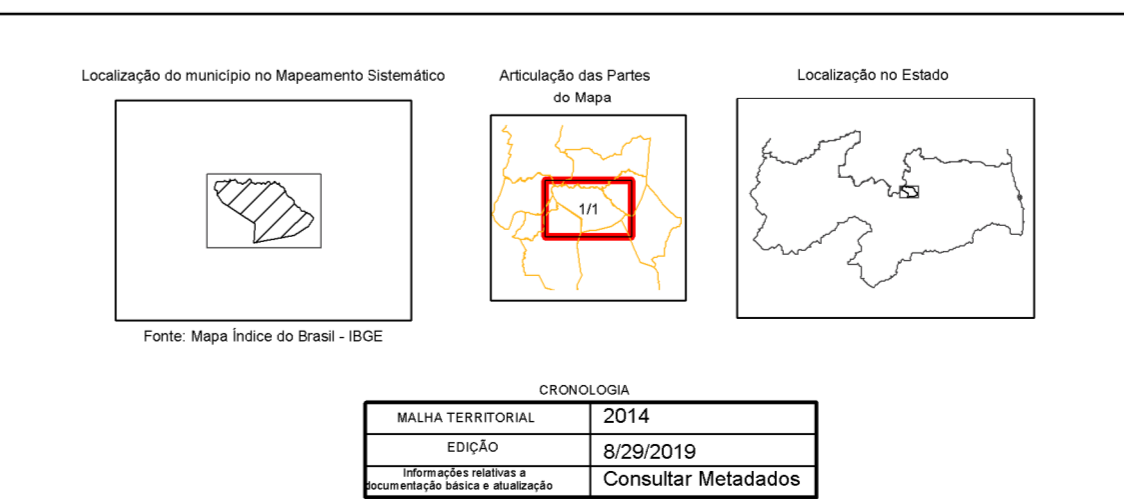 Localização do município no Mapeamento Sistemático
Articulação das Partes
do Mapa
Localização no Estado
1/1
Fonte: Mapa Índice do Brasil - IBGE
CRONOLOGIA
MALHA TERRITORIAL 2014
EDIÇÃO 8/29/2019
Informações relativas a
documentação básica e atualização Consultar Metadados